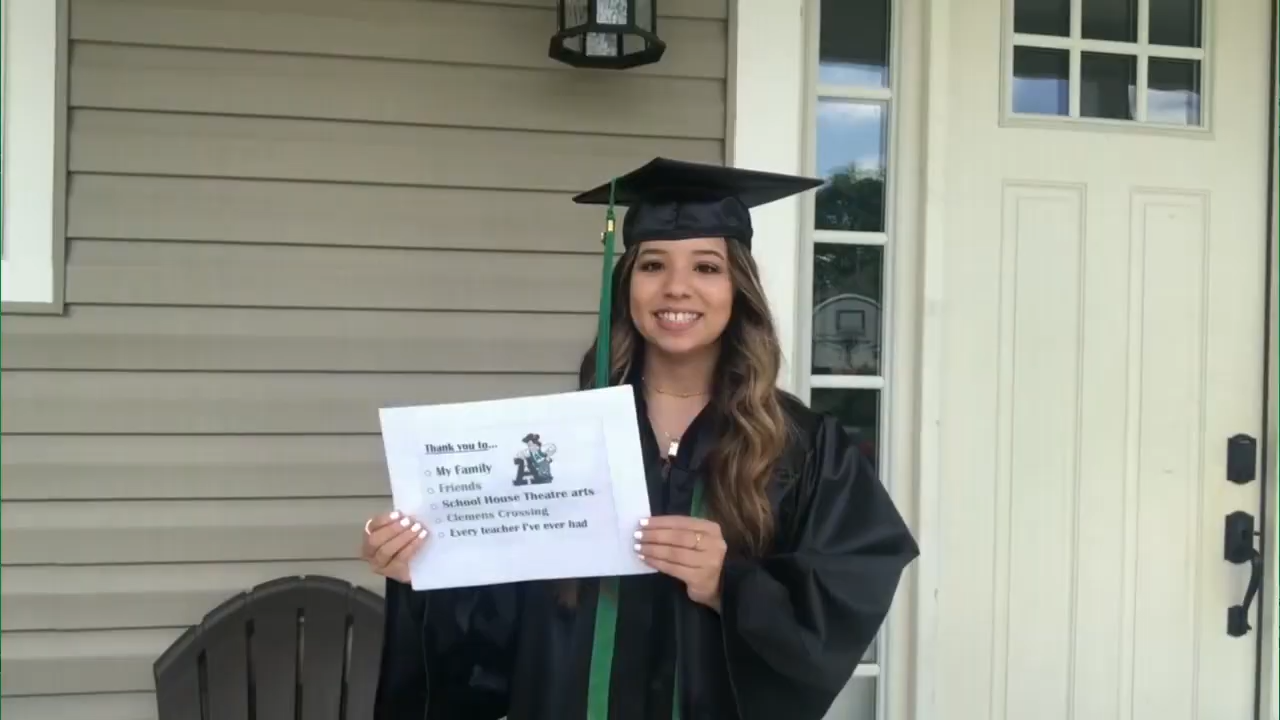 Thank you to...
My Family
Friends
School House Theatre arts
Clemens Crossing
Every teacher I've ever had
A